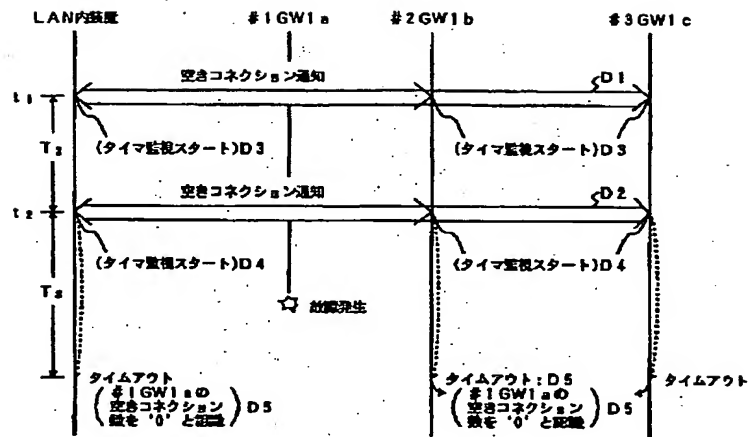 LAN内装置
#1GW1a
#2GW1b
#3GW1c
空きコネクション通知
D1
t1
(タイマ監視スタート)D3
(タイマ監視スタート)D3
T2
空きコネクション通知
D2
t2
(タイマ監視スタート)D4
(タイマ監視スタート)D4
T3
故障発生
タイムアウト
(#1GW1aの
空きコネクション
数を'0'と認識)D5
タイムアウト:D5
(#1GW1aの
空きコネクション
数を'0'と認識)D5
タイムアウト